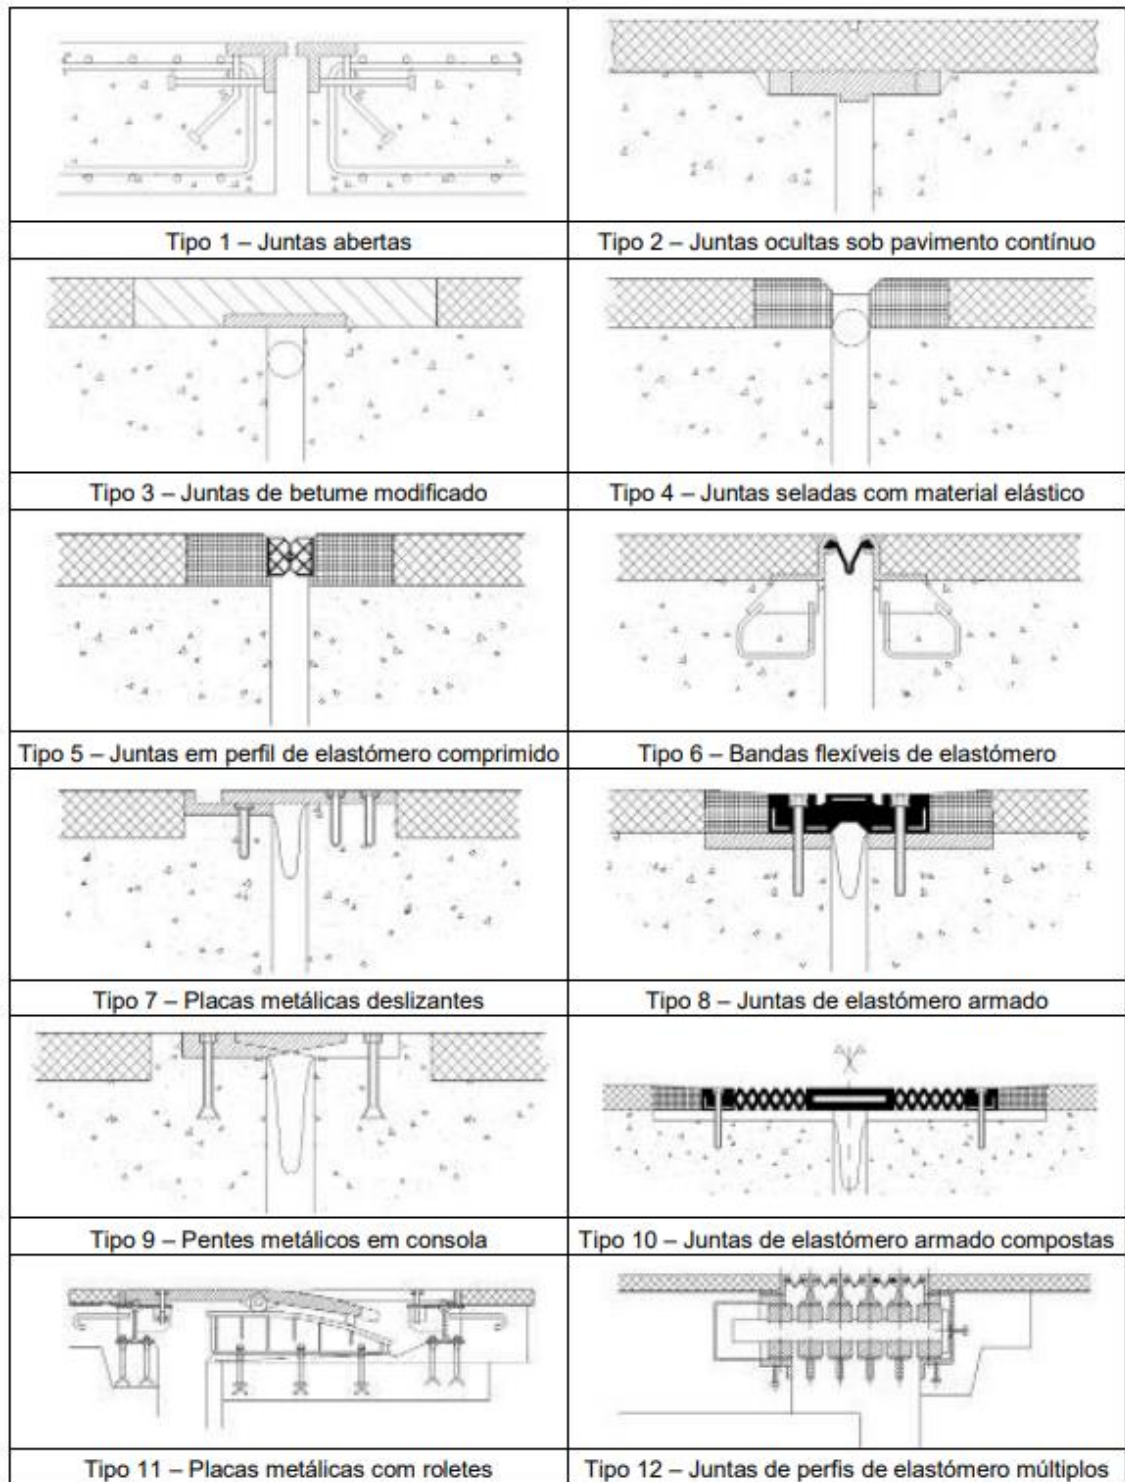 Tipo 1 – Juntas abertas
Tipo 2 – Juntas ocultas sob pavimento contínuo
Tipo 3 – Juntas de betume modificado
Tipo 4 – Juntas seladas com material elástico
Tipo 5 – Juntas em perfil de elastómero comprimido
Tipo 6 – Bandas flexíveis de elastómero
Tipo 7 – Placas metálicas deslizantes
Tipo 8 – Juntas de elastómero armado
Tipo 9 – Pentes metálicos em consola
Tipo 10 – Juntas de elastómero armado compostas
Tipo 11 – Placas metálicas com roletes
Tipo 12 – Juntas de perfis de elastómero múltiplos